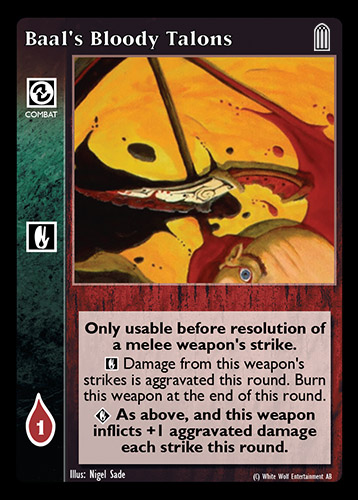 Baal's Bloody Talons
COMBAT
Only usable before resolution of
a melee weapon's strike.
Damage from this weapon's
strikes is aggravated this round. Burn
this weapon at the end of this round.
As above, and this weapon
inflicts +1 aggravated damage
each strike this round.
1
Illus: Nigel Sade
(C) White Wolf Entertainment AB